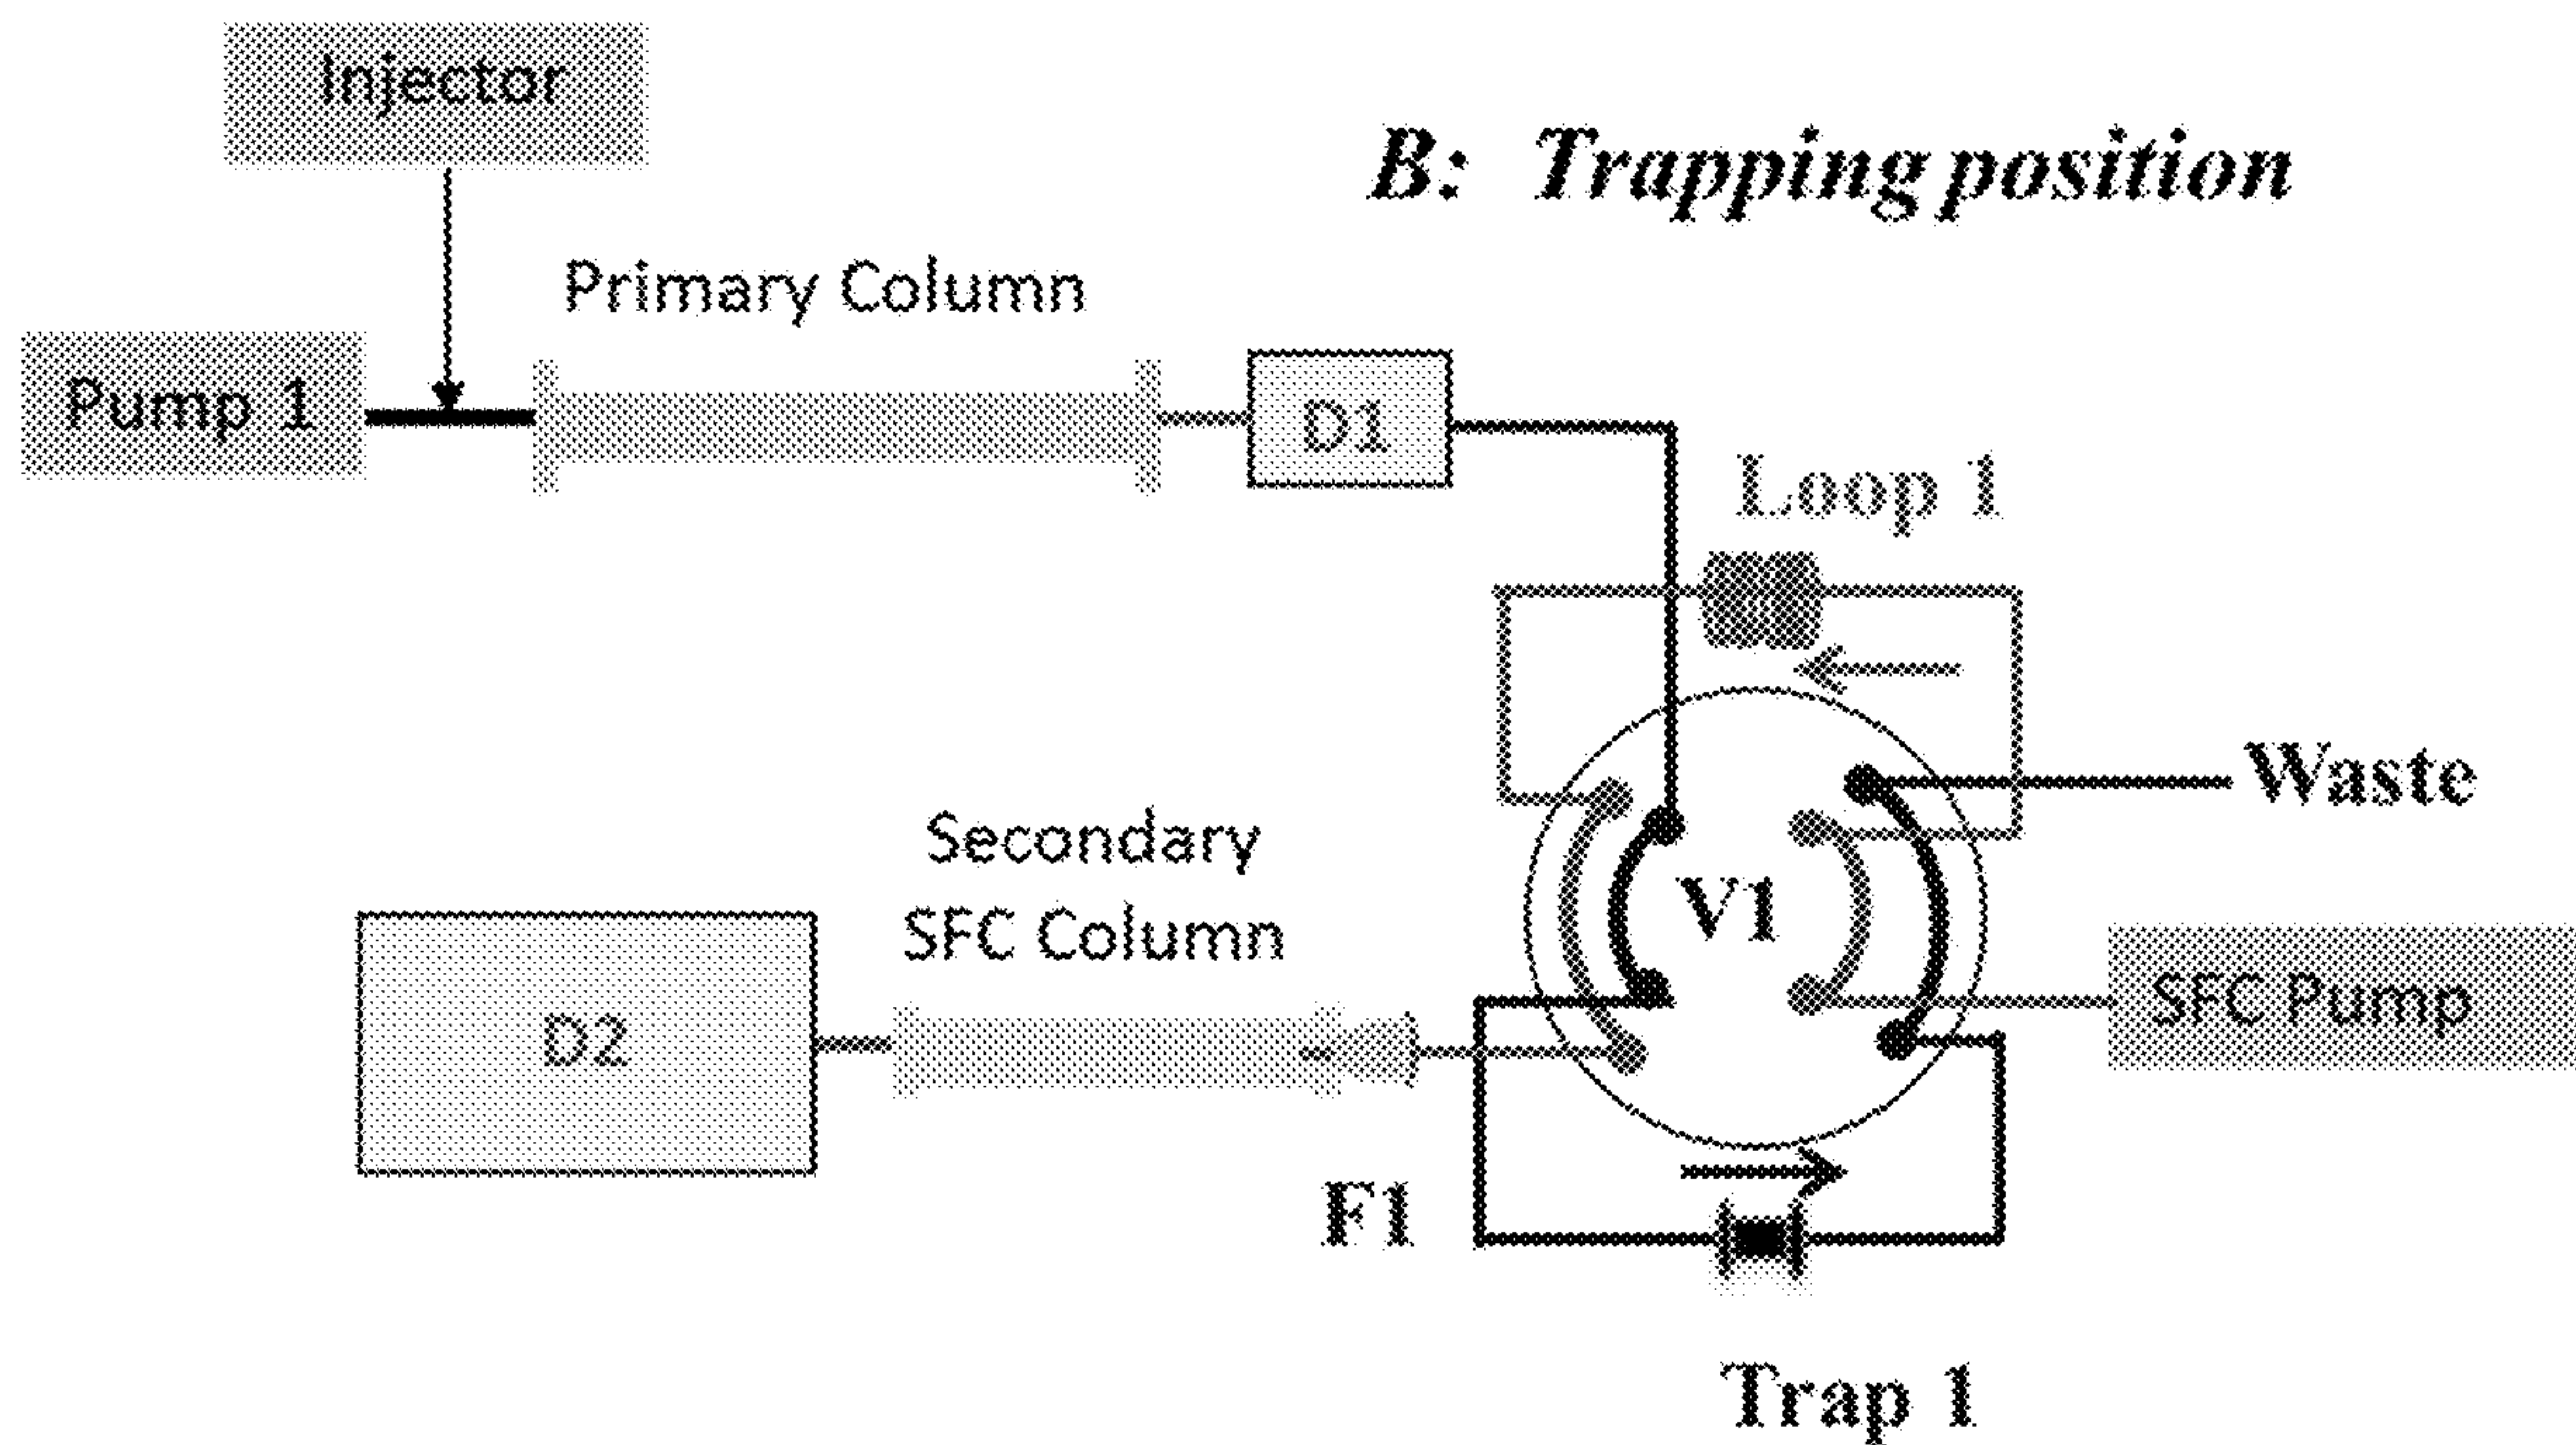 Injector
B: Trapping position
Primary Column
Pump 1
D1
Loop 1
Waste
Secondary
SFC Column
V1
SFC Pump
D2
F1
Trap 1